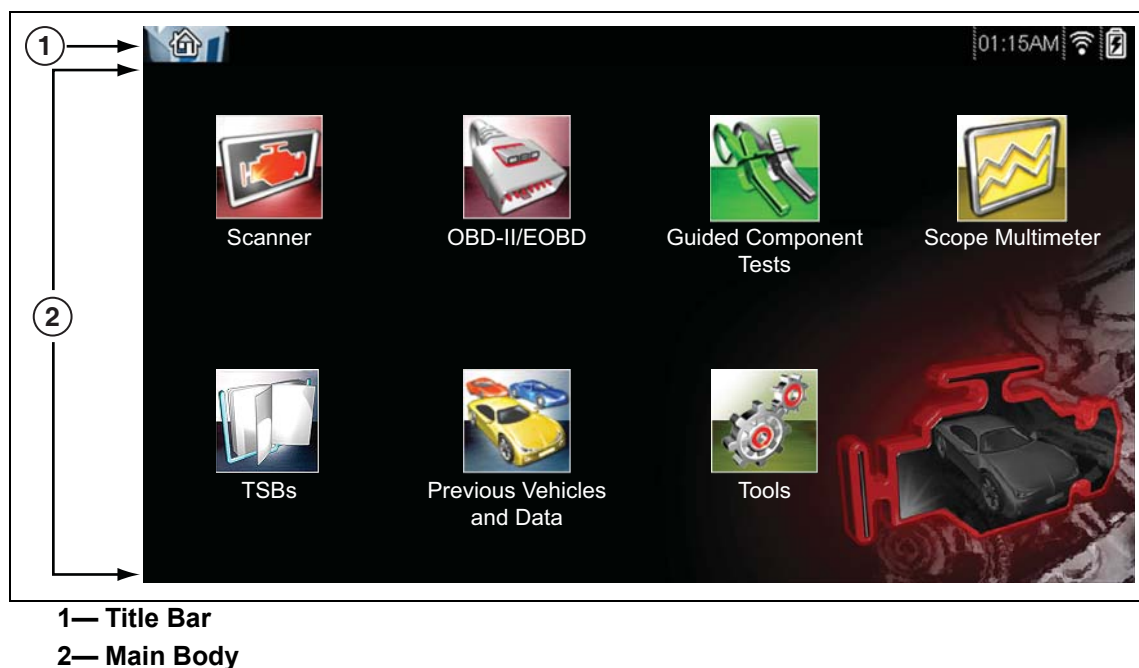 1
01:15AM
2
Scanner
OBD-II/EOBD
Guided Component
Tests
Scope Multimeter
TSBs
Previous Vehicles
and Data
Tools
1— Title Bar
2— Main Body